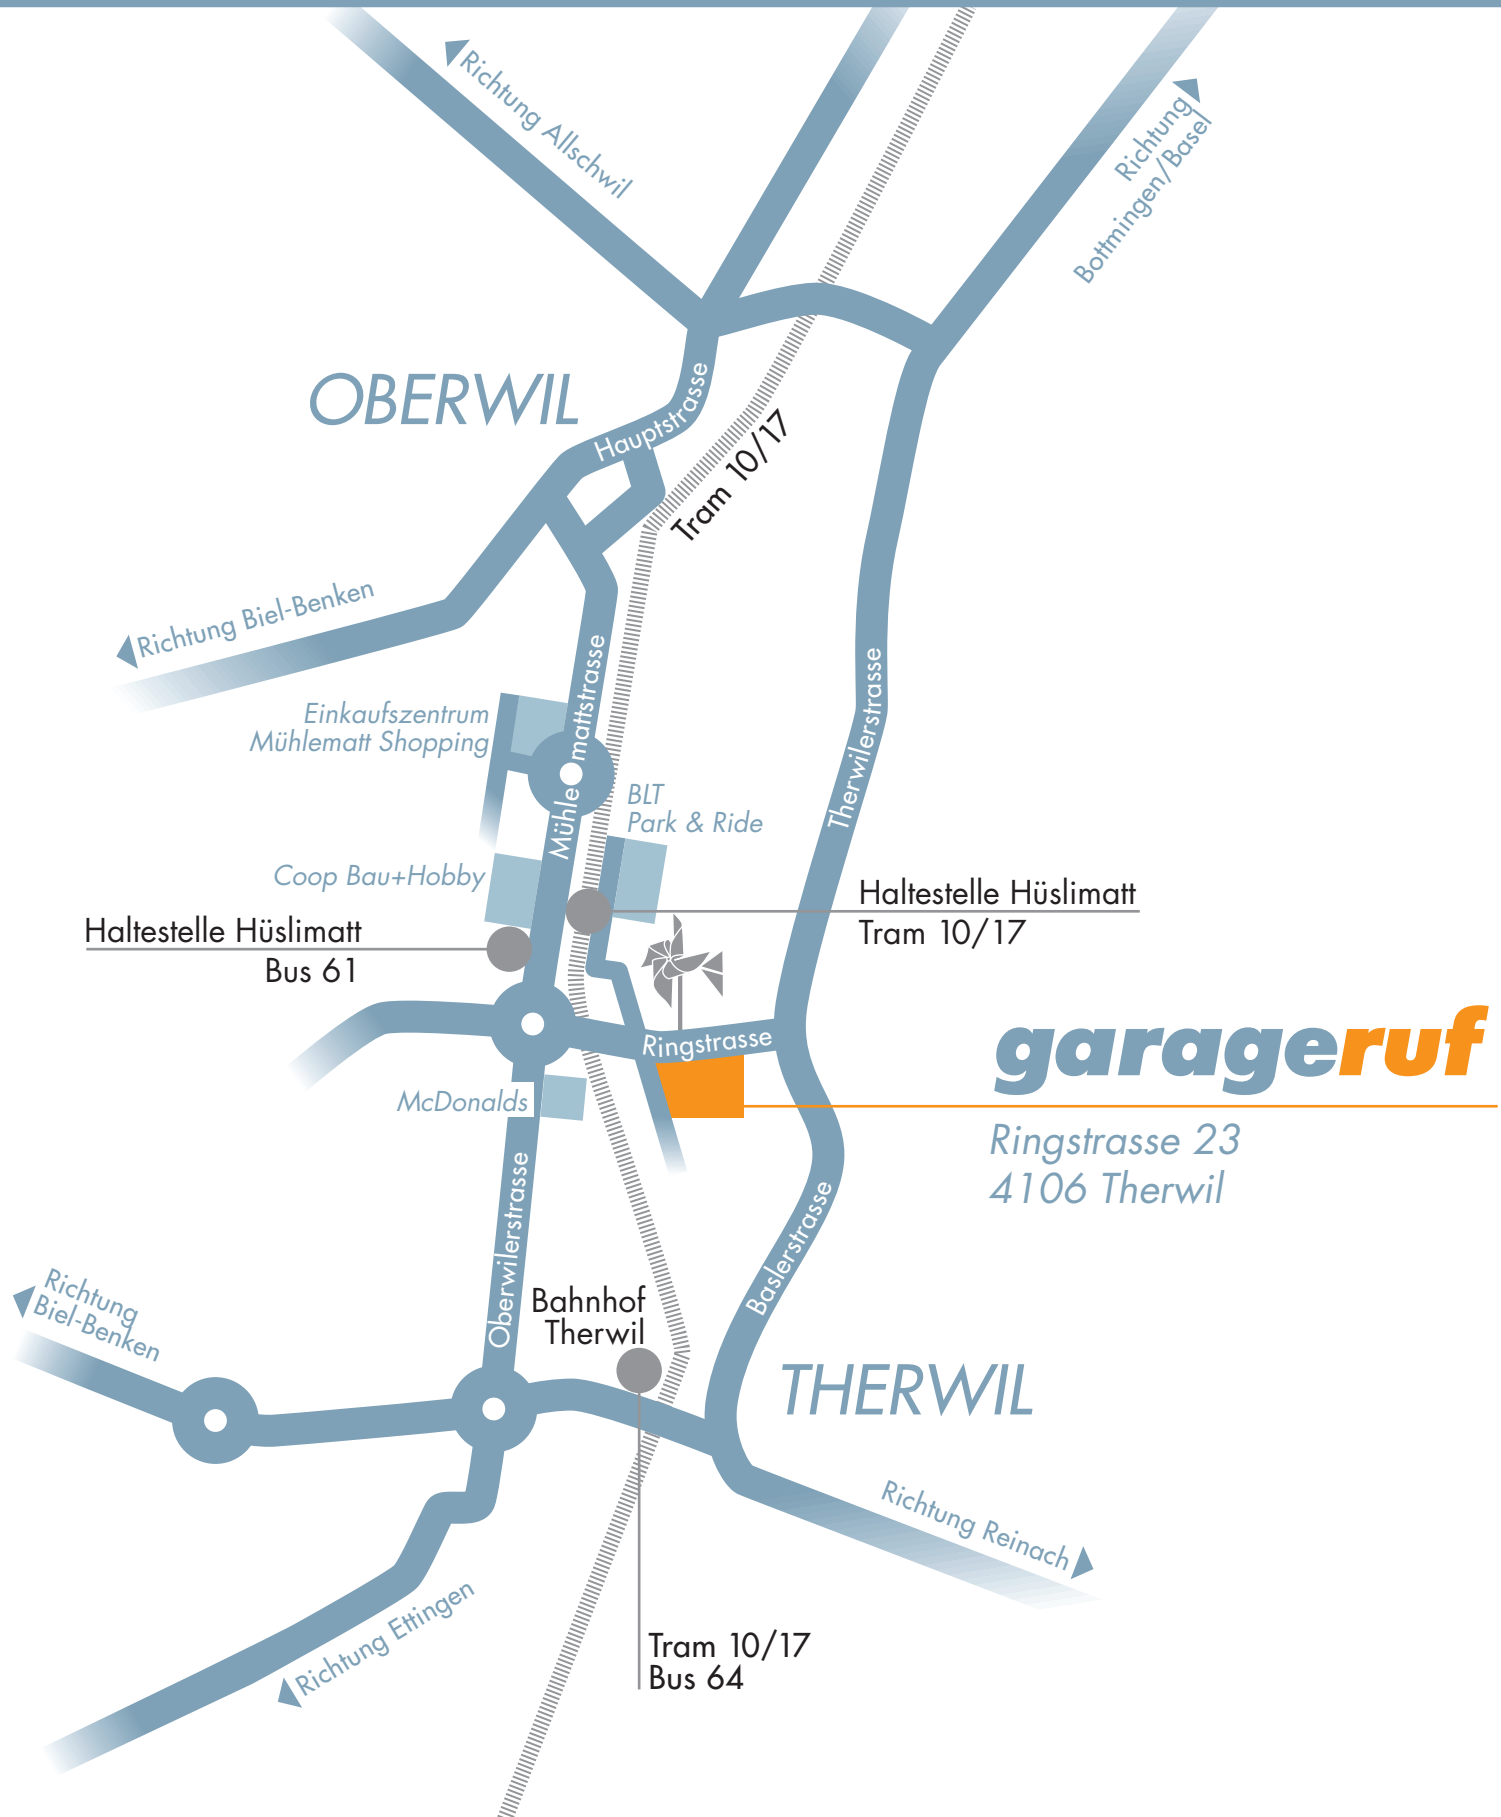 Richtung Allschwil
Richtung
Bottmingen/Basel
OBERWIL
Hauptstrasse
Tram 10/17
Richtung Biel-Benken
Mühlemattstrasse
Therwilerstrasse
Einkaufszentrum
Mühlematt Shopping
BLT
Park & Ride
Coop Bau+Hobby
Haltestelle Hüslimatt
Tram 10/17
Haltestelle Hüslimatt
Bus 61
Ringstrasse
garageruf
McDonalds
Ringstrasse 23
4106 Therwil
Oberwilerstrasse
Baslerstrasse
Richtung
Biel-Benken
Bahnhof
Therwil
THERWIL
Richtung Reinach
Richtung Ettingen
Tram 10/17
Bus 64